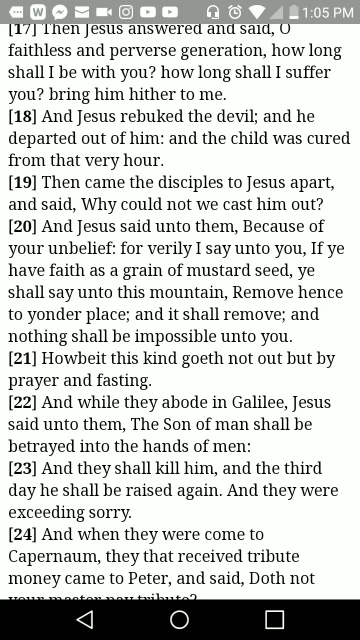 1:05 PM
[17] Then Jesus answered and said, O
faithless and perverse generation, how long
shall I be with you? how long shall I suffer
you? bring him hither to me.
[18] And Jesus rebuked the devil; and he
departed out of him: and the child was cured
from that very hour.
[19] Then came the disciples to Jesus apart,
and said, Why could not we cast him out?
[20] And Jesus said unto them, Because of
your unbelief: for verily I say unto you, If ye
have faith as a grain of mustard seed, ye
shall say unto this mountain, Remove hence
to yonder place; and it shall remove; and
nothing shall be impossible unto you.
[21] Howbeit this kind goeth not out but by
prayer and fasting.
[22] And while they abode in Galilee, Jesus
said unto them, The Son of man shall be
betrayed into the hands of men:
[23] And they shall kill him, and the third
day he shall be raised again. And they were
exceeding sorry.
[24] And when they were come to
Capernaum, they that received tribute
money came to Peter, and said, Doth not
your master pay tribute?